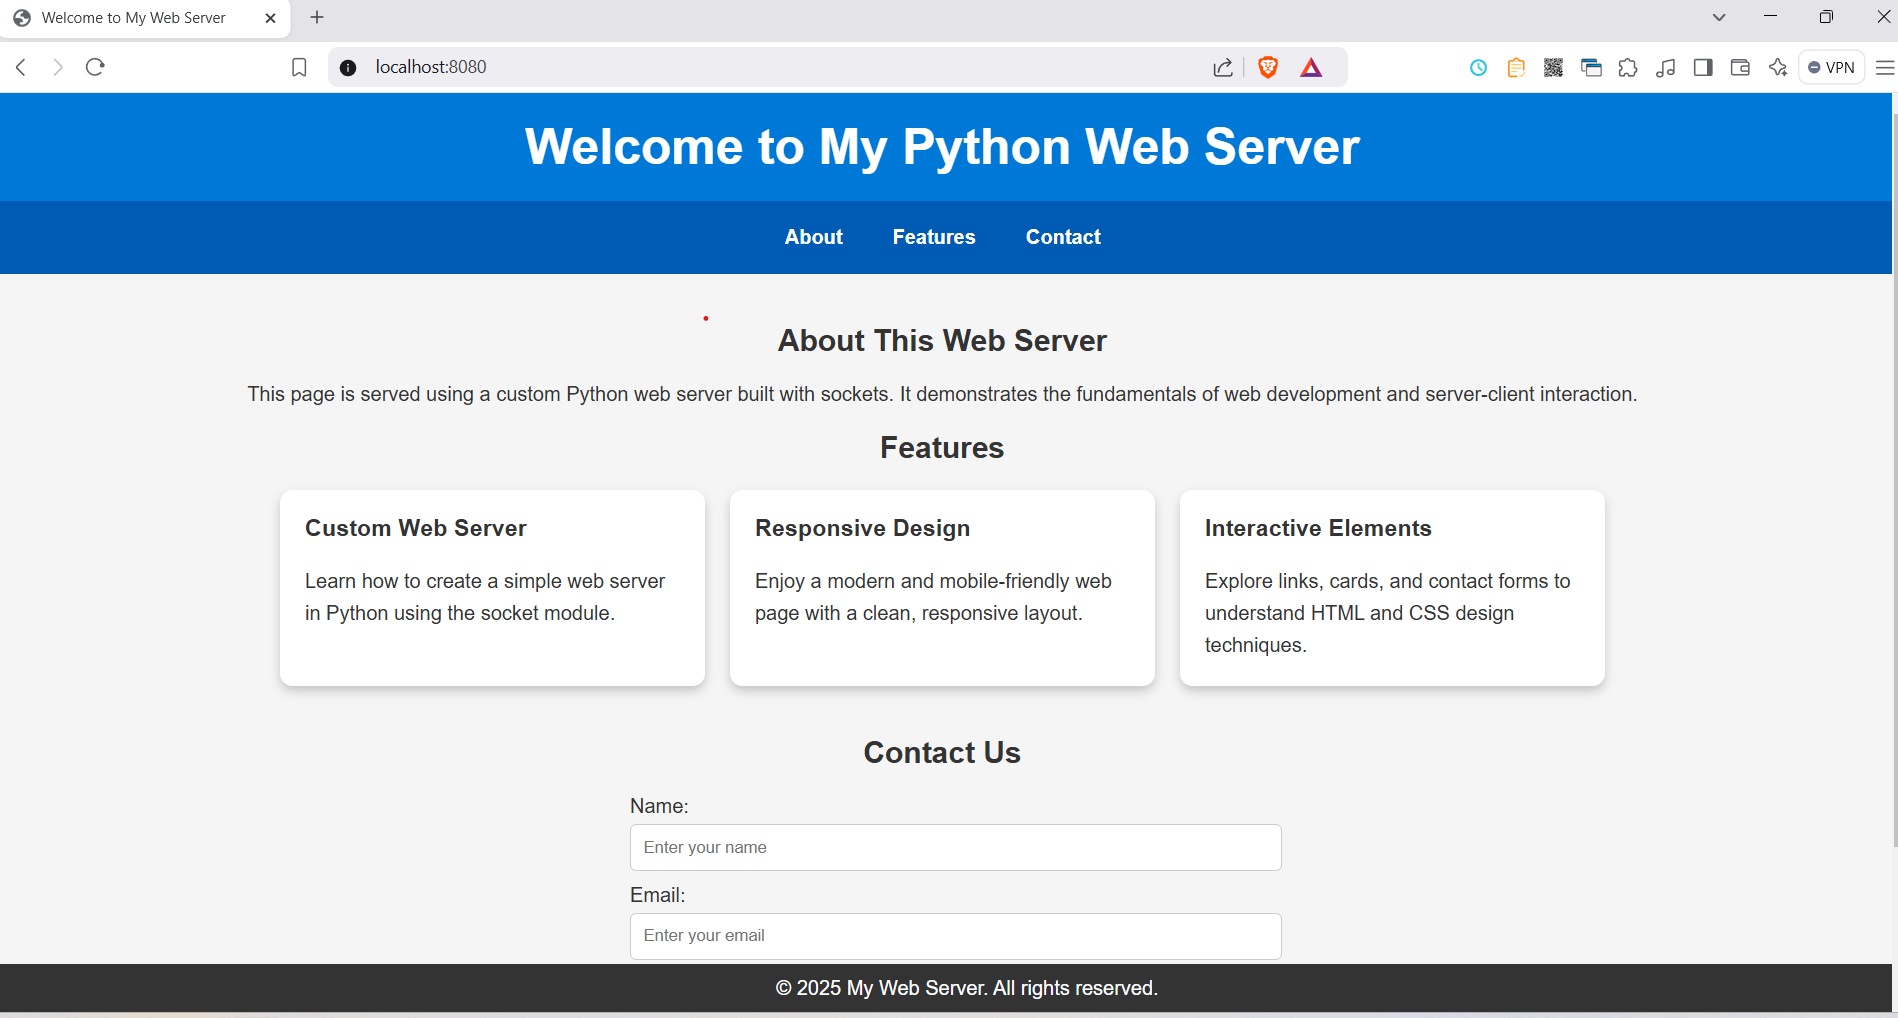 Welcome to My Web Server
localhost:8080
VPN
Welcome to My Python Web Server
About Features Contact
About This Web Server
This page is served using a custom Python web server built with sockets. It demonstrates the fundamentals of web development and server-client interaction.
Features
Custom Web Server
Learn how to create a simple web server
in Python using the socket module.
Responsive Design
Enjoy a modern and mobile-friendly web
page with a clean, responsive layout.
Interactive Elements
Explore links, cards, and contact forms to
understand HTML and CSS design
techniques.
Contact Us
Name:
Enter your name
Email:
Enter your email
© 2025 My Web Server. All rights reserved.